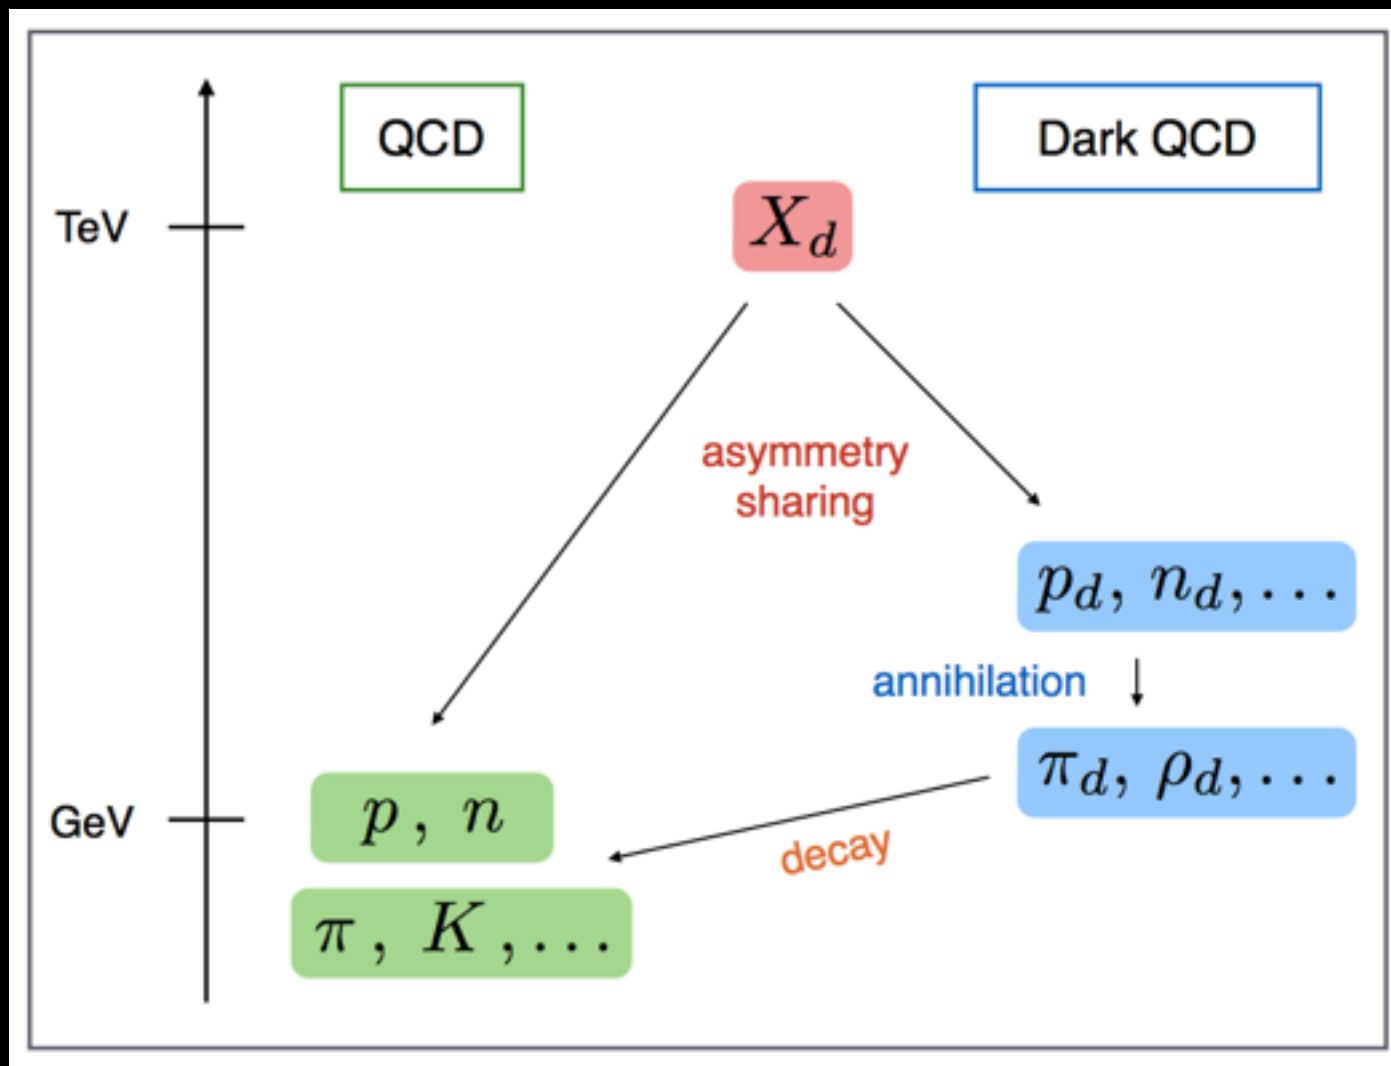 QCD
Dark QCD
TeV
X_d
asymmetry
sharing
p_d, n_d, ...
annihilation
π_d, ρ_d, ...
GeV
p, n
decay
π, K, ...